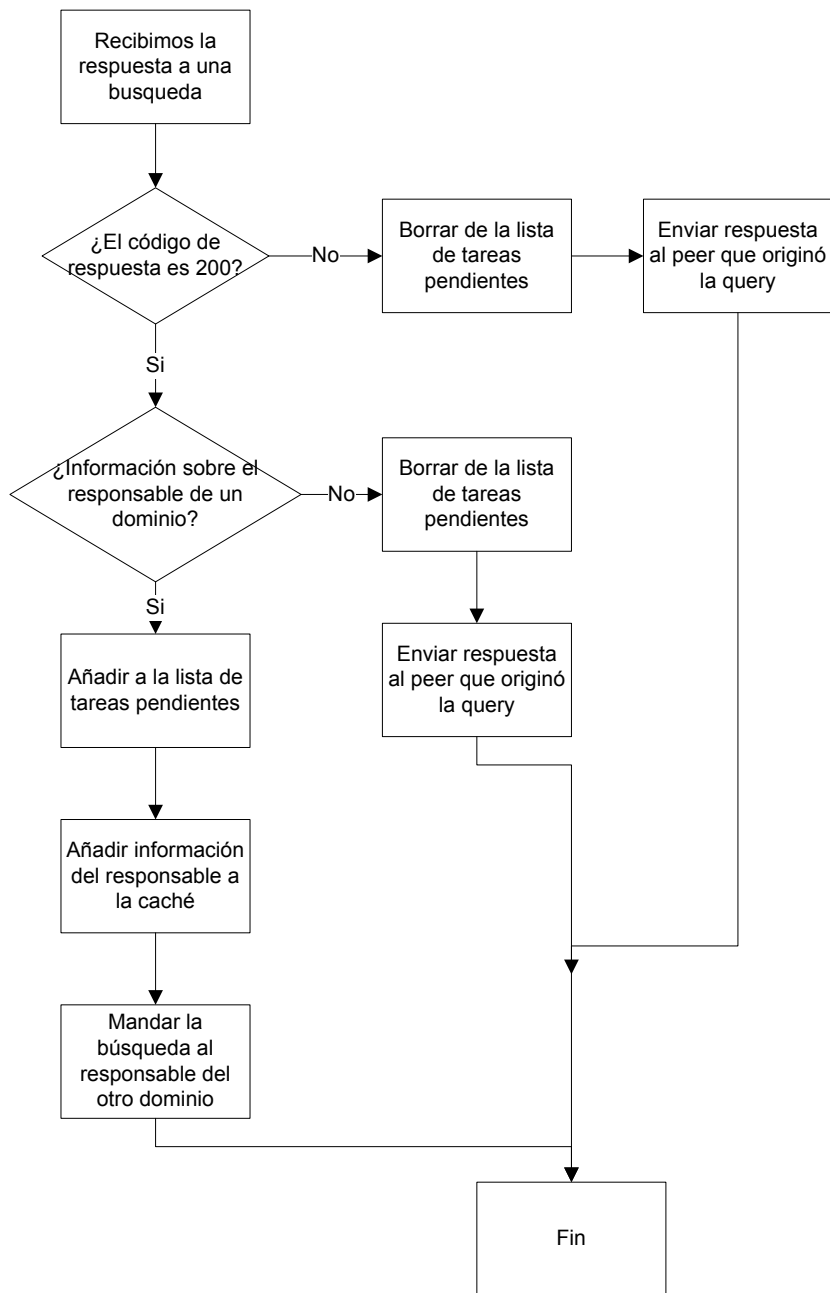 Recibimos la
respuesta a una
busqueda
¿El código de
respuesta es 200?
No
Borrar de la lista
de tareas
pendientes
Enviar respuesta
al peer que originó
la query
Si
¿Información sobre el
responsable de un
dominio?
No
Borrar de la lista
de tareas
pendientes
Si
Añadir a la lista de
tareas pendientes
Enviar respuesta
al peer que originó
la query
Añadir información
del responsable a
la caché
Mandar la
búsqueda al
responsable del
otro dominio
Fin